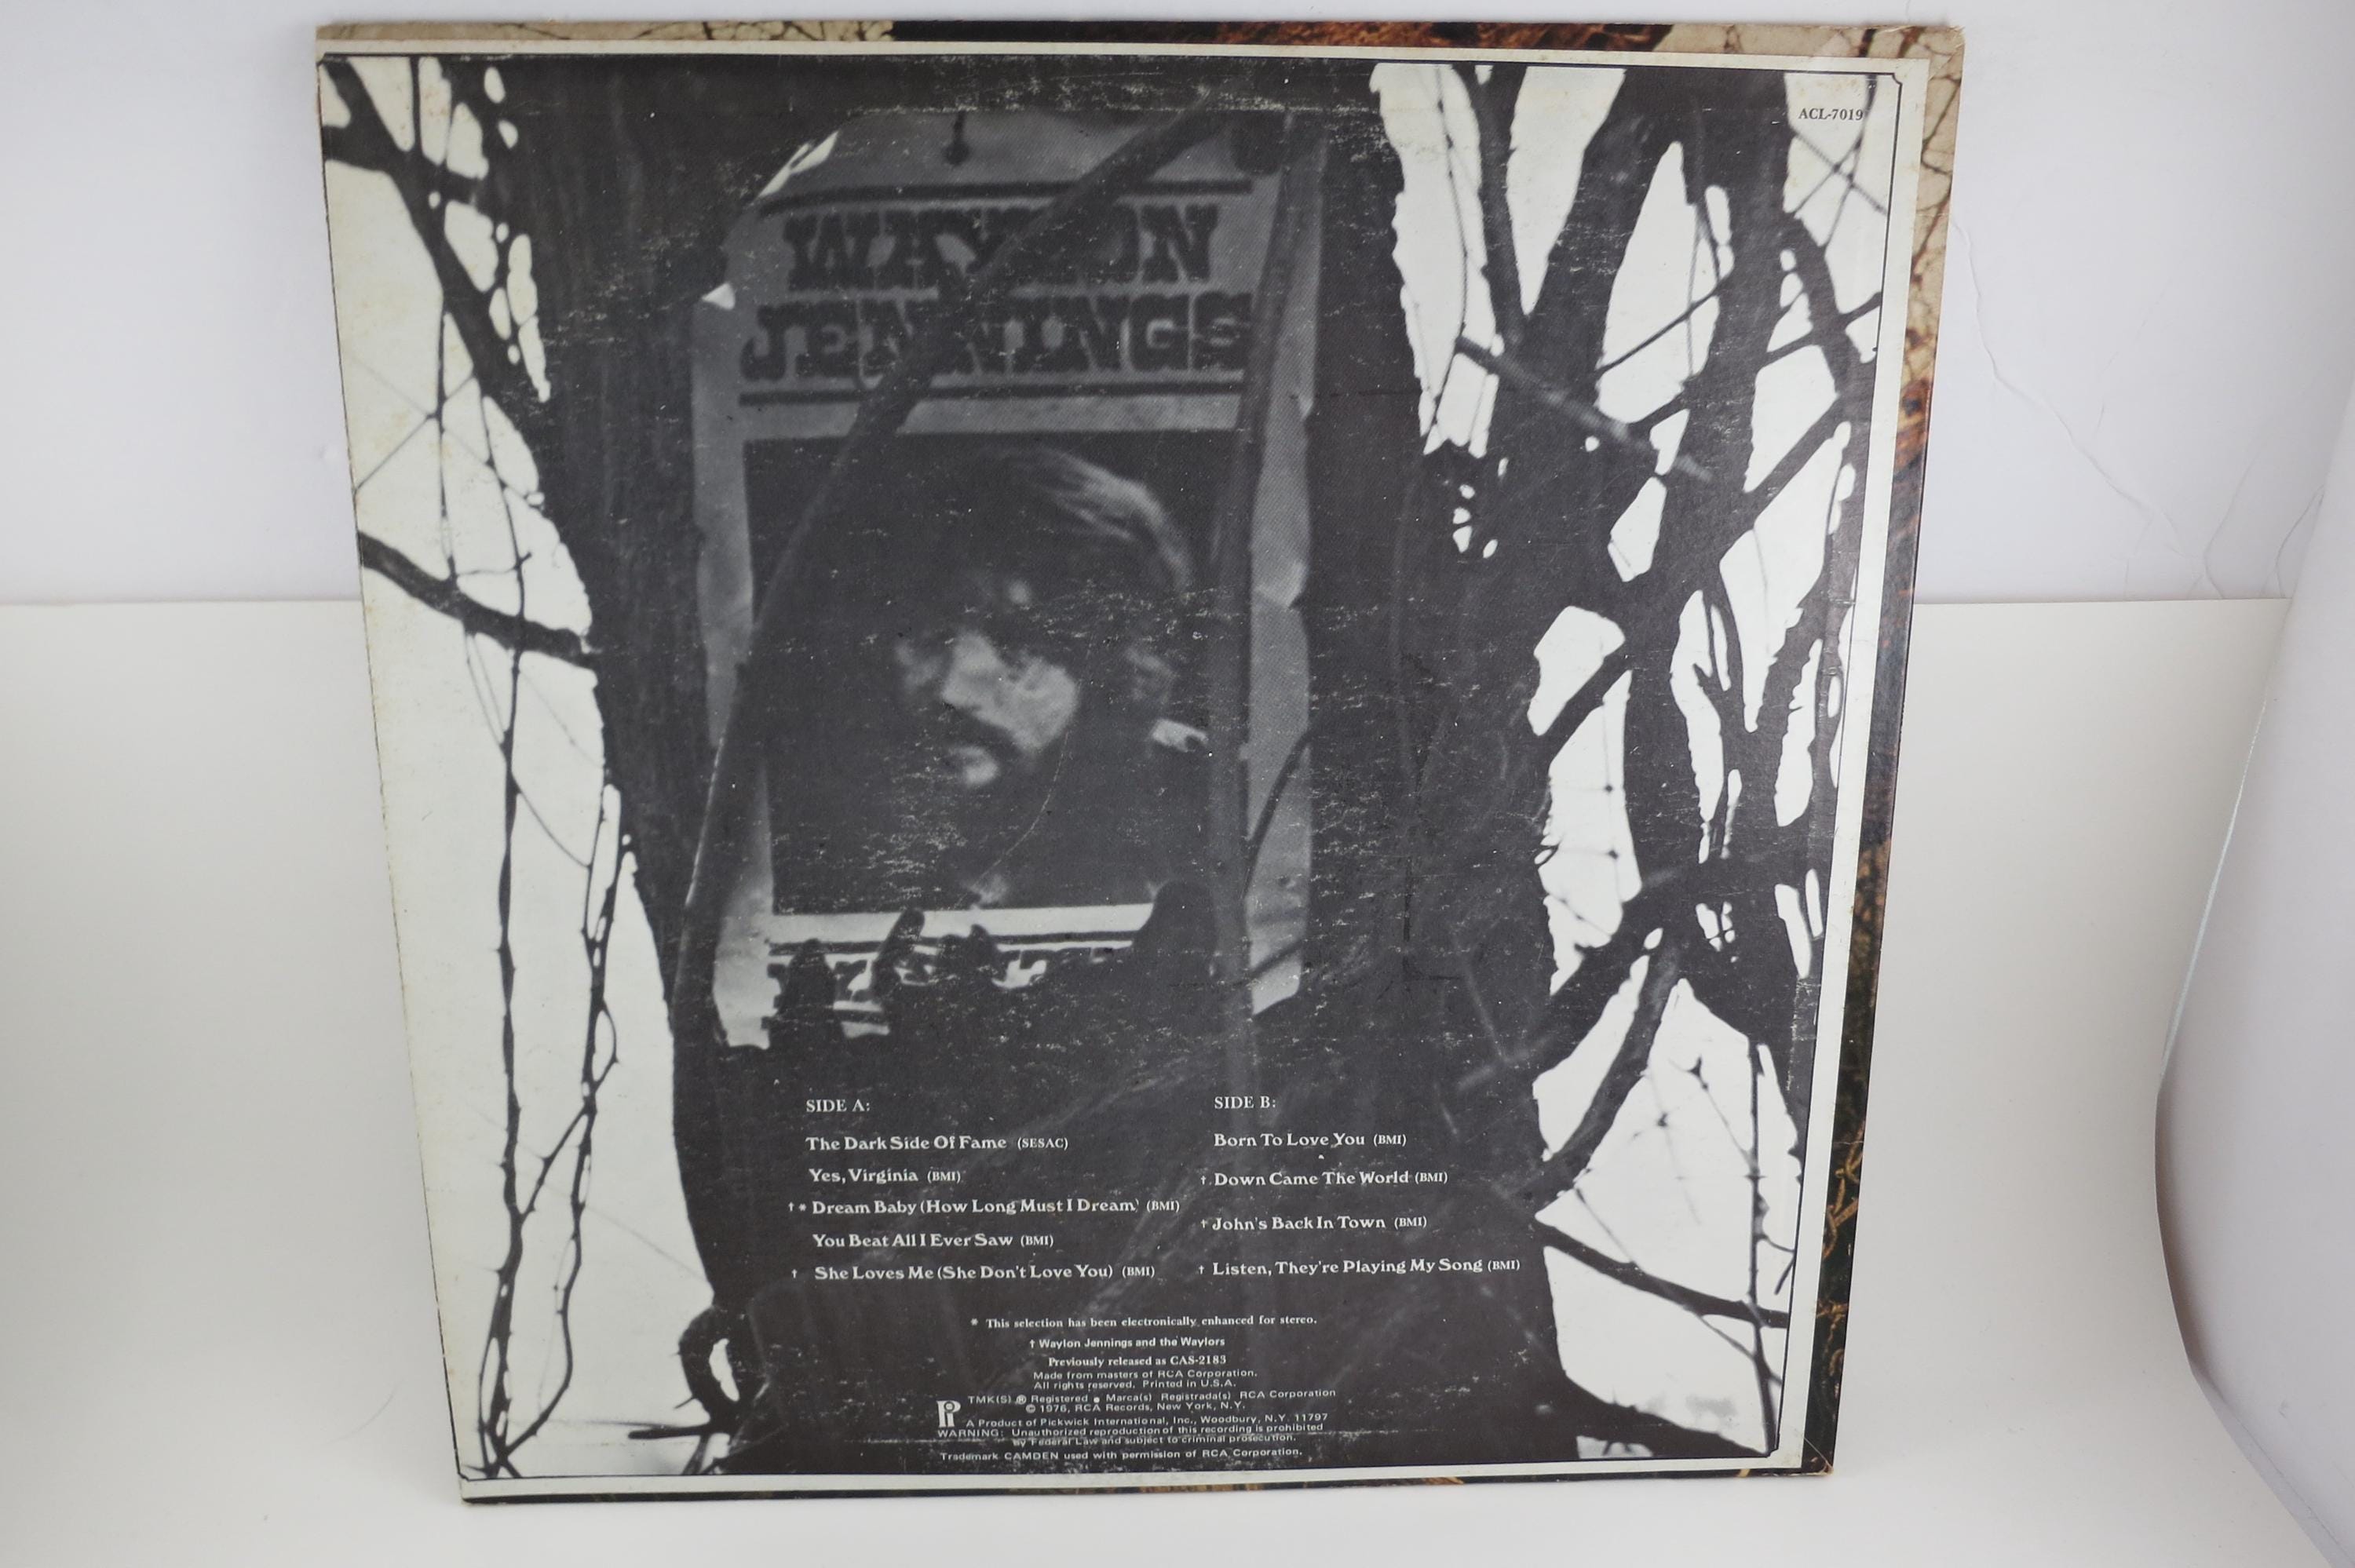 ACL-7019
WAYLON
JENNINGS
SIDE A:
The Dark Side Of Fame (SESAC)
Yes, Virginia (BMI)
†* Dream Baby (How Long Must I Dream) (BMI)
You Beat All I Ever Saw (BMI)
† She Loves Me (She Don't Love You) (BMI)
SIDE B:
Born To Love You (BMI)
† Down Came The World (BMI)
† John's Back In Town (BMI)
† Listen, They're Playing My Song (BMI)
* This selection has been electronically enhanced for stereo.
† Waylon Jennings and the Waylors
Previously released as CAS-2183
Made from masters of RCA Corporation.
All rights reserved. Printed in U.S.A.
TMK(S) ® Registered • Marca(s) Registrada(s) RCA Corporation
© 1976, RCA Records, New York, N.Y.
A Product of Pickwick International, Inc., Woodbury, N.Y. 11797
WARNING: Unauthorized reproduction of this recording is prohibited
by Federal Law and subject to criminal prosecution.
Trademark CAMDEN used with permission of RCA Corporation.